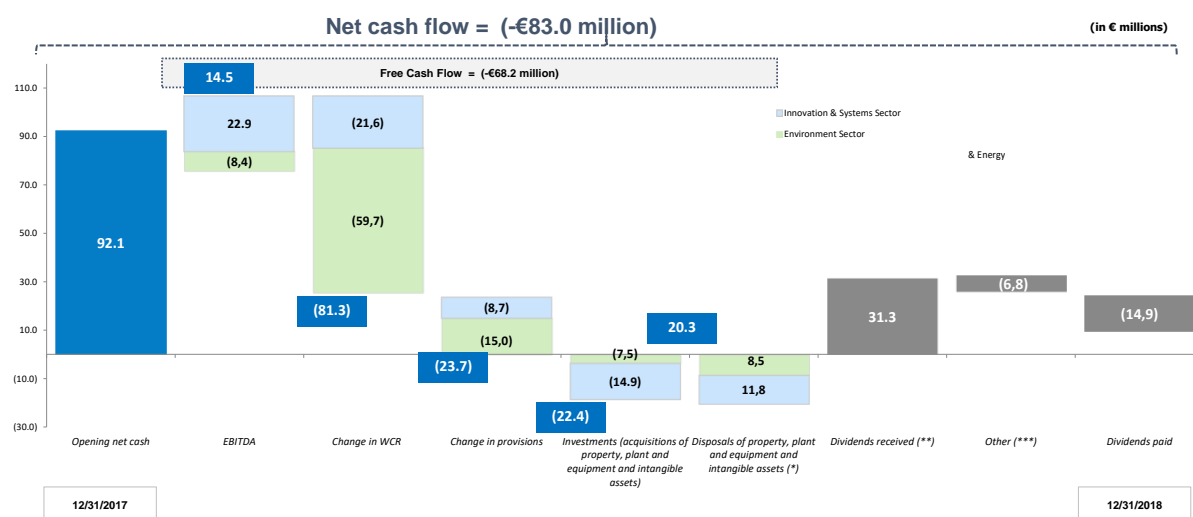 Net cash flow = (-€83.0 million)
(in € millions)
Free Cash Flow = (-€68.2 million)
Innovation & Systems Sector
Environment Sector
& Energy
110.0
90.0
70.0
50.0
30.0
10.0
(10.0)
(30.0)
92.1
14.5
22.9
(8,4)
(21,6)
(59,7)
(81.3)
(8,7)
(15,0)
(23.7)
(7,5)
(14.9)
(22.4)
20.3
8,5
11,8
31.3
(6,8)
(14,9)
Opening net cash
EBITDA
Change in WCR
Change in provisions
Investments (acquisitions of
property, plant and
equipment and intangible
assets)
Disposals of property, plant
and equipment and
intangible assets (*)
Dividends received (**)
Other (***)
Dividends paid
12/31/2017
12/31/2018